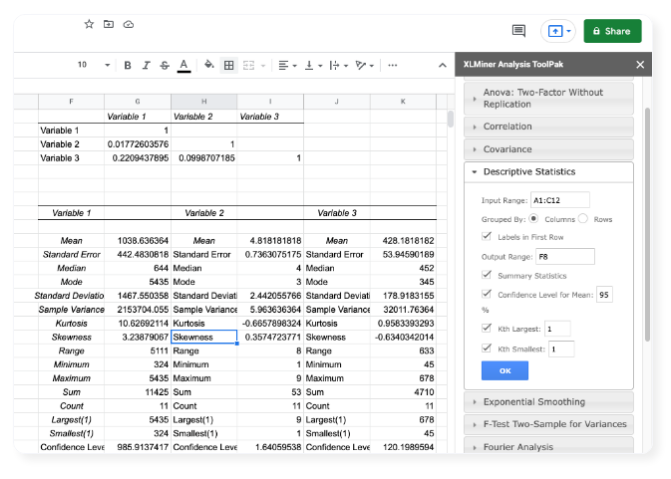 Share
10 B I S A ...
XLMiner Analysis ToolPak
F G H I J K
Variable 1 Variable 2 Variable 3
Variable 1 1
Variable 2 0.01772603576 1
Variable 3 0.2209437895 0.0998707185 1
Variable 1 Variable 2 Variable 3
Mean 1038.636364 Mean 4.818181818 Mean 428.1818182
Standard Error 442.4830818 Standard Error 0.7363075175 Standard Error 53.94590189
Median 644 Median 4 Median 452
Mode 5435 Mode 3 Mode 345
Standard Deviatio 1467.550358 Standard Deviati 2.442055766 Standard Deviati 178.9183155
Sample Variance 2153704.055 Sample Variance 5.963636364 Sample Variance 32011.76364
Kurtosis 10.62692114 Kurtosis -0.6657898324 Kurtosis 0.9583393293
Skewness 3.23879067 Skewness 0.3574723771 Skewness -0.6340342014
Range 5111 Range 8 Range 633
Minimum 324 Minimum 1 Minimum 45
Maximum 5435 Maximum 9 Maximum 678
Sum 11425 Sum 53 Sum 4710
Count 11 Count 11 Count 11
Largest(1) 5435 Largest(1) 9 Largest(1) 678
Smallest(1) 324 Smallest(1) 1 Smallest(1) 45
Confidence Leve 985.9137417 Confidence Leve 1.64059538 Confidence Leve 120.1989594
Anova: Two-Factor Without
Replication
Correlation
Covariance
Descriptive Statistics
Input Range: A1:C12
Grouped By: Columns Rows
Labels in First Row
Output Range: F8
Summary Statistics
Confidence Level for Mean: 95
%
Kth Largest: 1
Kth Smallest: 1
OK
Exponential Smoothing
F-Test Two-Sample for Variances
Fourier Analysis